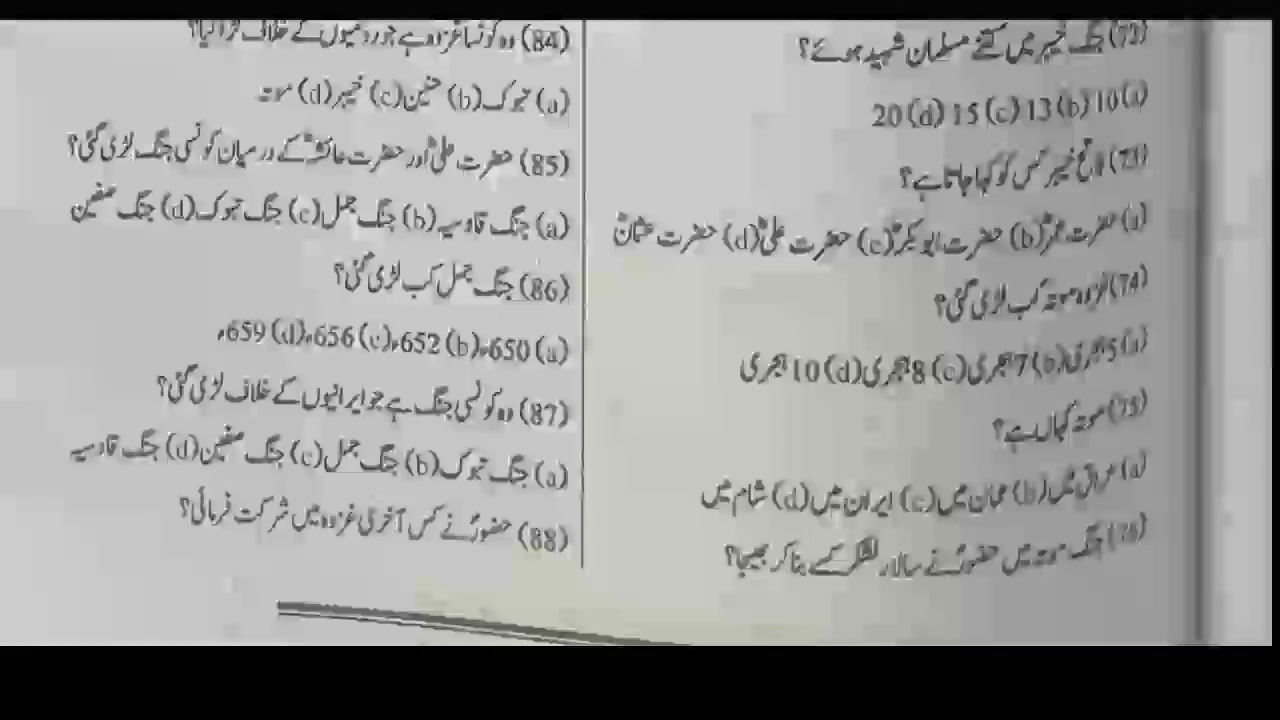 (72) جنگ خیبر میں کتنے مسلمان شہید ہوئے؟
(a) 10 (b) 13 (c) 15 (d) 20
(73) فاتح خیبر کس کو کہا جاتا ہے؟
(a) حضرت عمرؓ (b) حضرت ابوبکرؓ (c) حضرت علیؓ (d) حضرت عثمانؓ
(74) غزوہ موتہ کب لڑی گئی؟
(a) 5 ہجری (b) 7 ہجری (c) 8 ہجری (d) 10 ہجری
(75) موتہ کہاں ہے؟
(a) عراق میں (b) عمان میں (c) ایران میں (d) شام میں
(76) جنگ موتہ میں حضورؐ نے سالار لشکر کسے بنا کر بھیجا؟
(84) وہ کونسا غزوہ ہے جو رومیوں کے خلاف لڑا گیا؟
(a) تبوک (b) حنین (c) خیبر (d) موتہ
(85) حضرت علیؓ اور حضرت عائشہؓ کے درمیان کونسی جنگ لڑی گئی؟
(a) جنگ قادسیہ (b) جنگ جمل (c) جنگ تبوک (d) جنگ صفین
(86) جنگ جمل کب لڑی گئی؟
(a) 650ء (b) 652ء (c) 656ء (d) 659ء
(87) وہ کونسی جنگ ہے جو ایرانیوں کے خلاف لڑی گئی؟
(a) جنگ تبوک (b) جنگ جمل (c) جنگ صفین (d) جنگ قادسیہ
(88) حضورؐ نے کس آخری غزوہ میں شرکت فرمائی؟